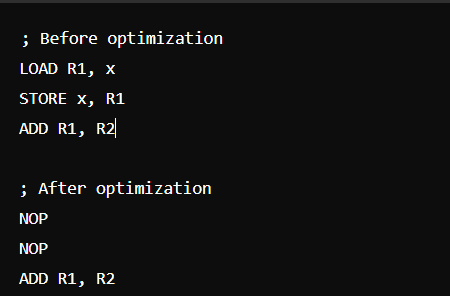 ; Before optimization
LOAD R1, x
STORE x, R1
ADD R1, R2
; After optimization
NOP
NOP
ADD R1, R2